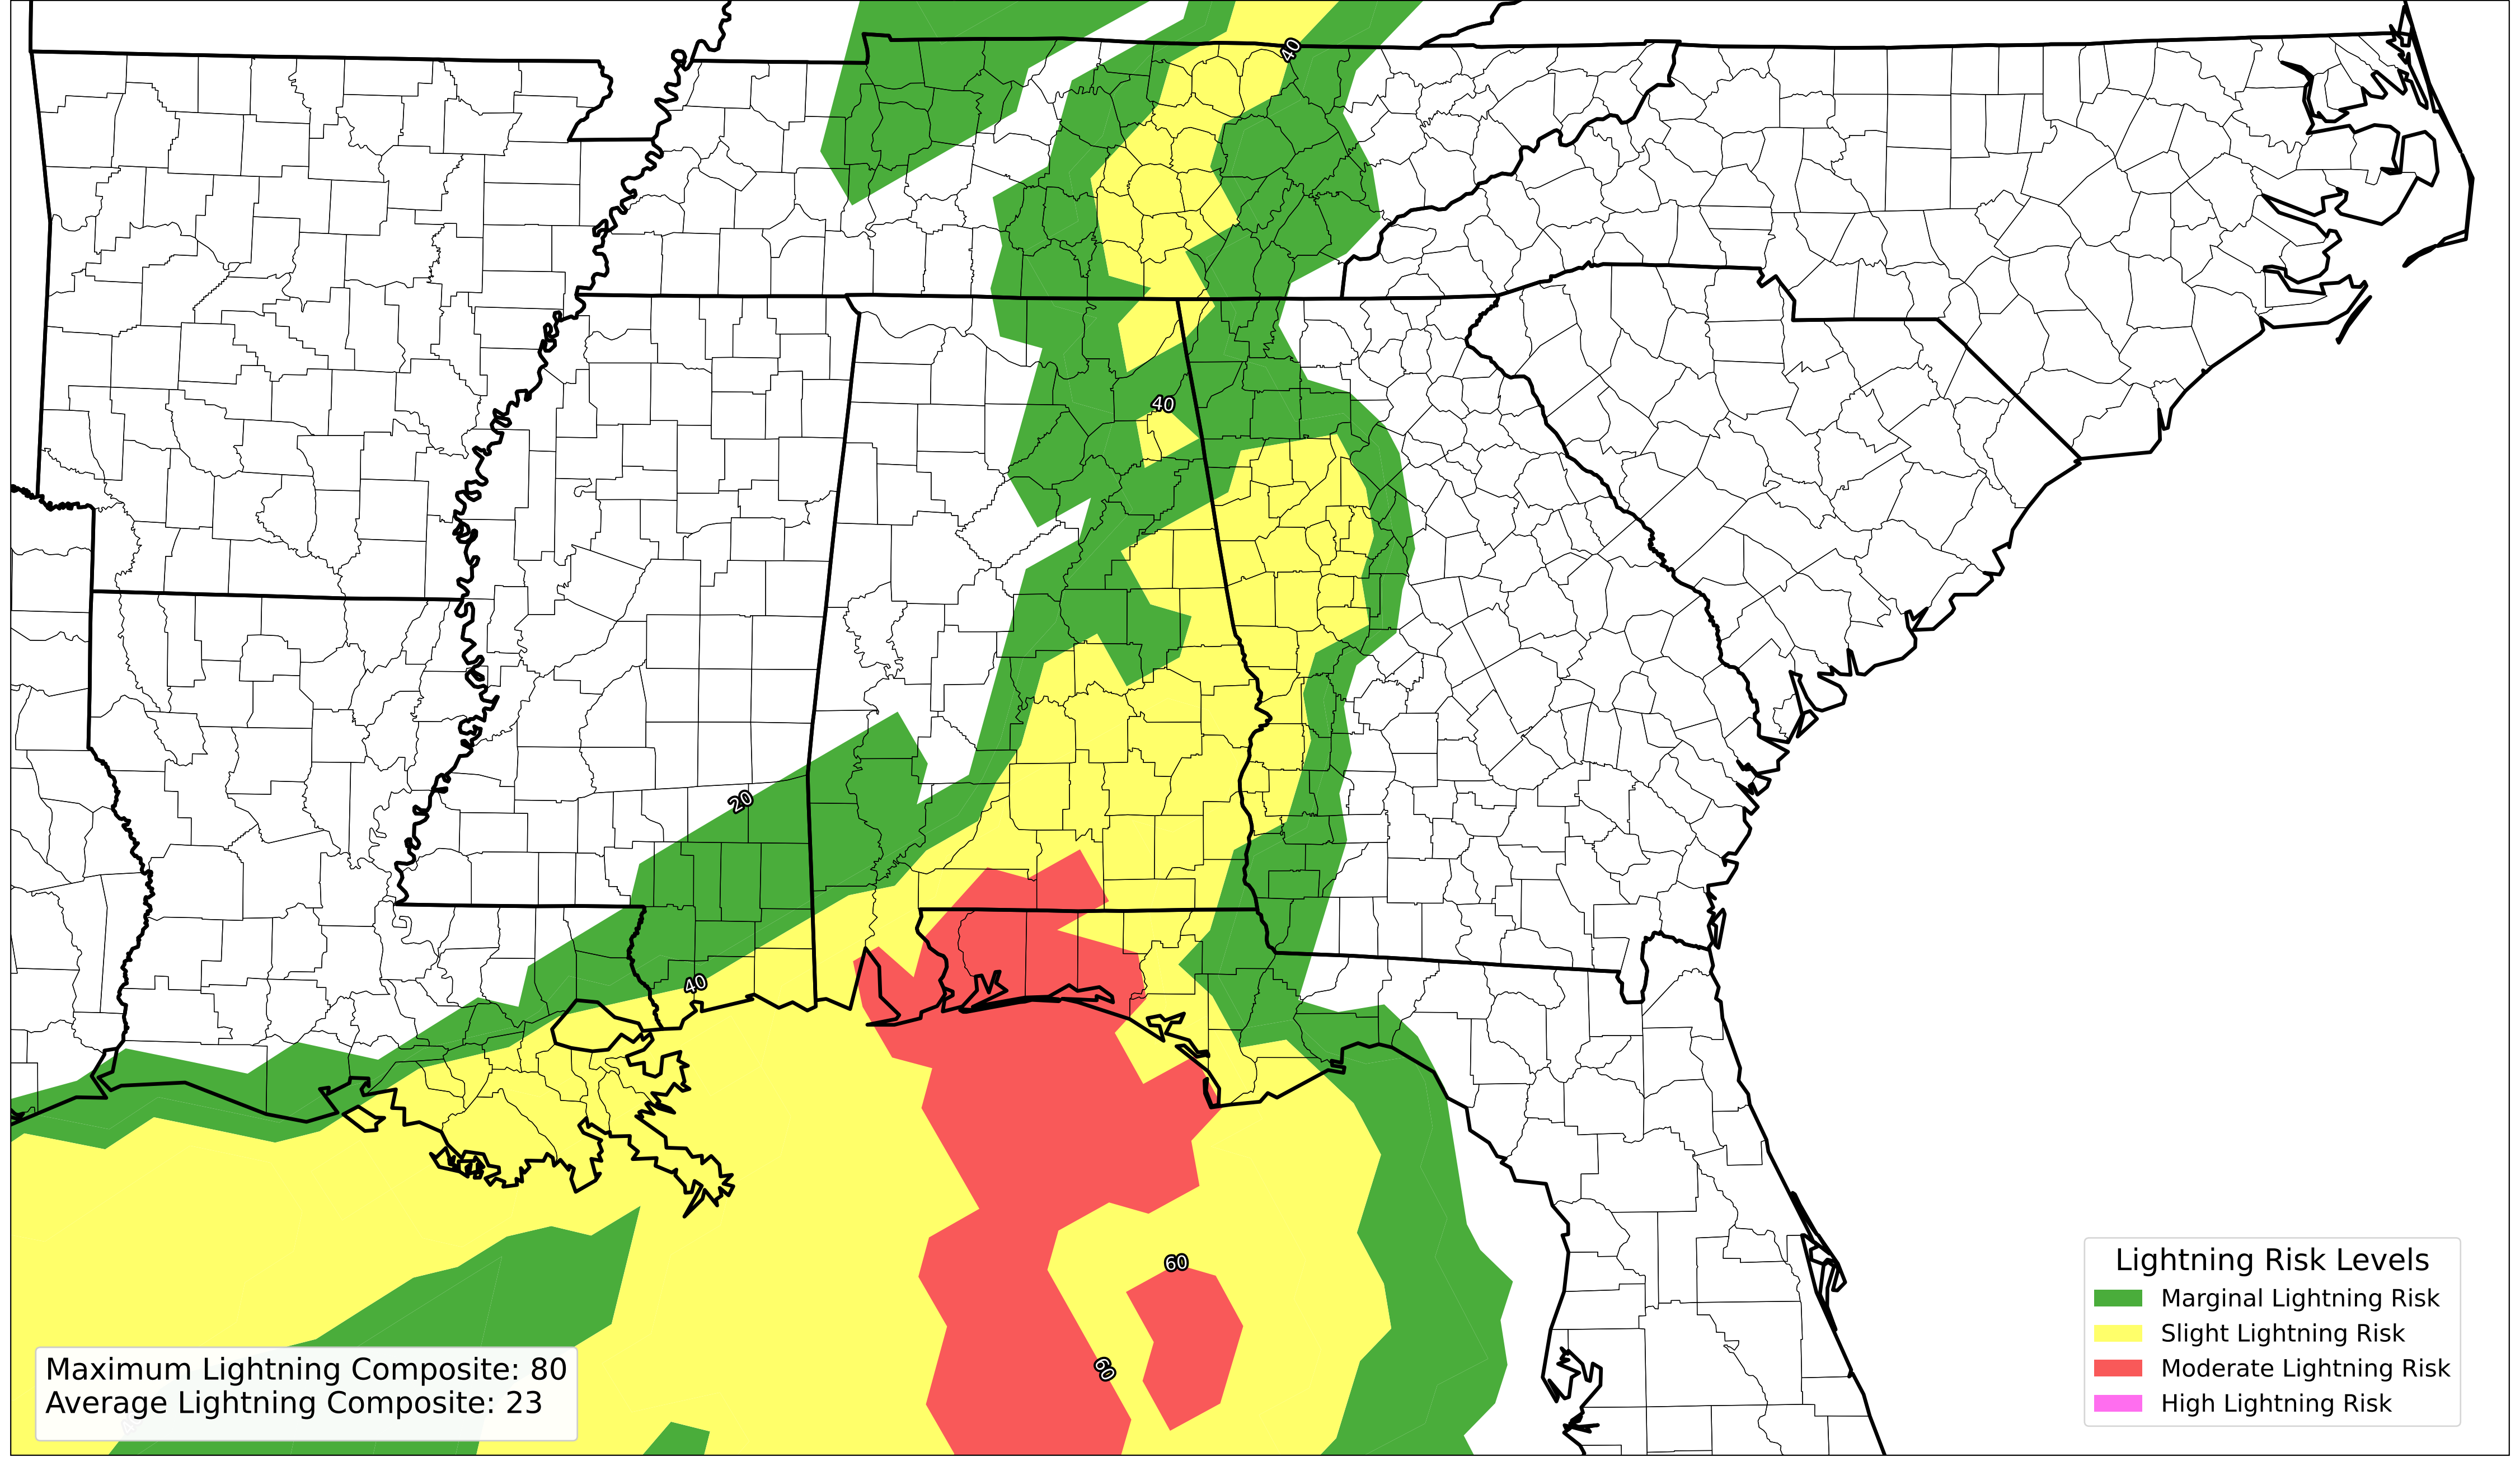 40
40
20
40
60
60
Maximum Lightning Composite: 80
Average Lightning Composite: 23
Lightning Risk Levels
Marginal Lightning Risk
Slight Lightning Risk
Moderate Lightning Risk
High Lightning Risk